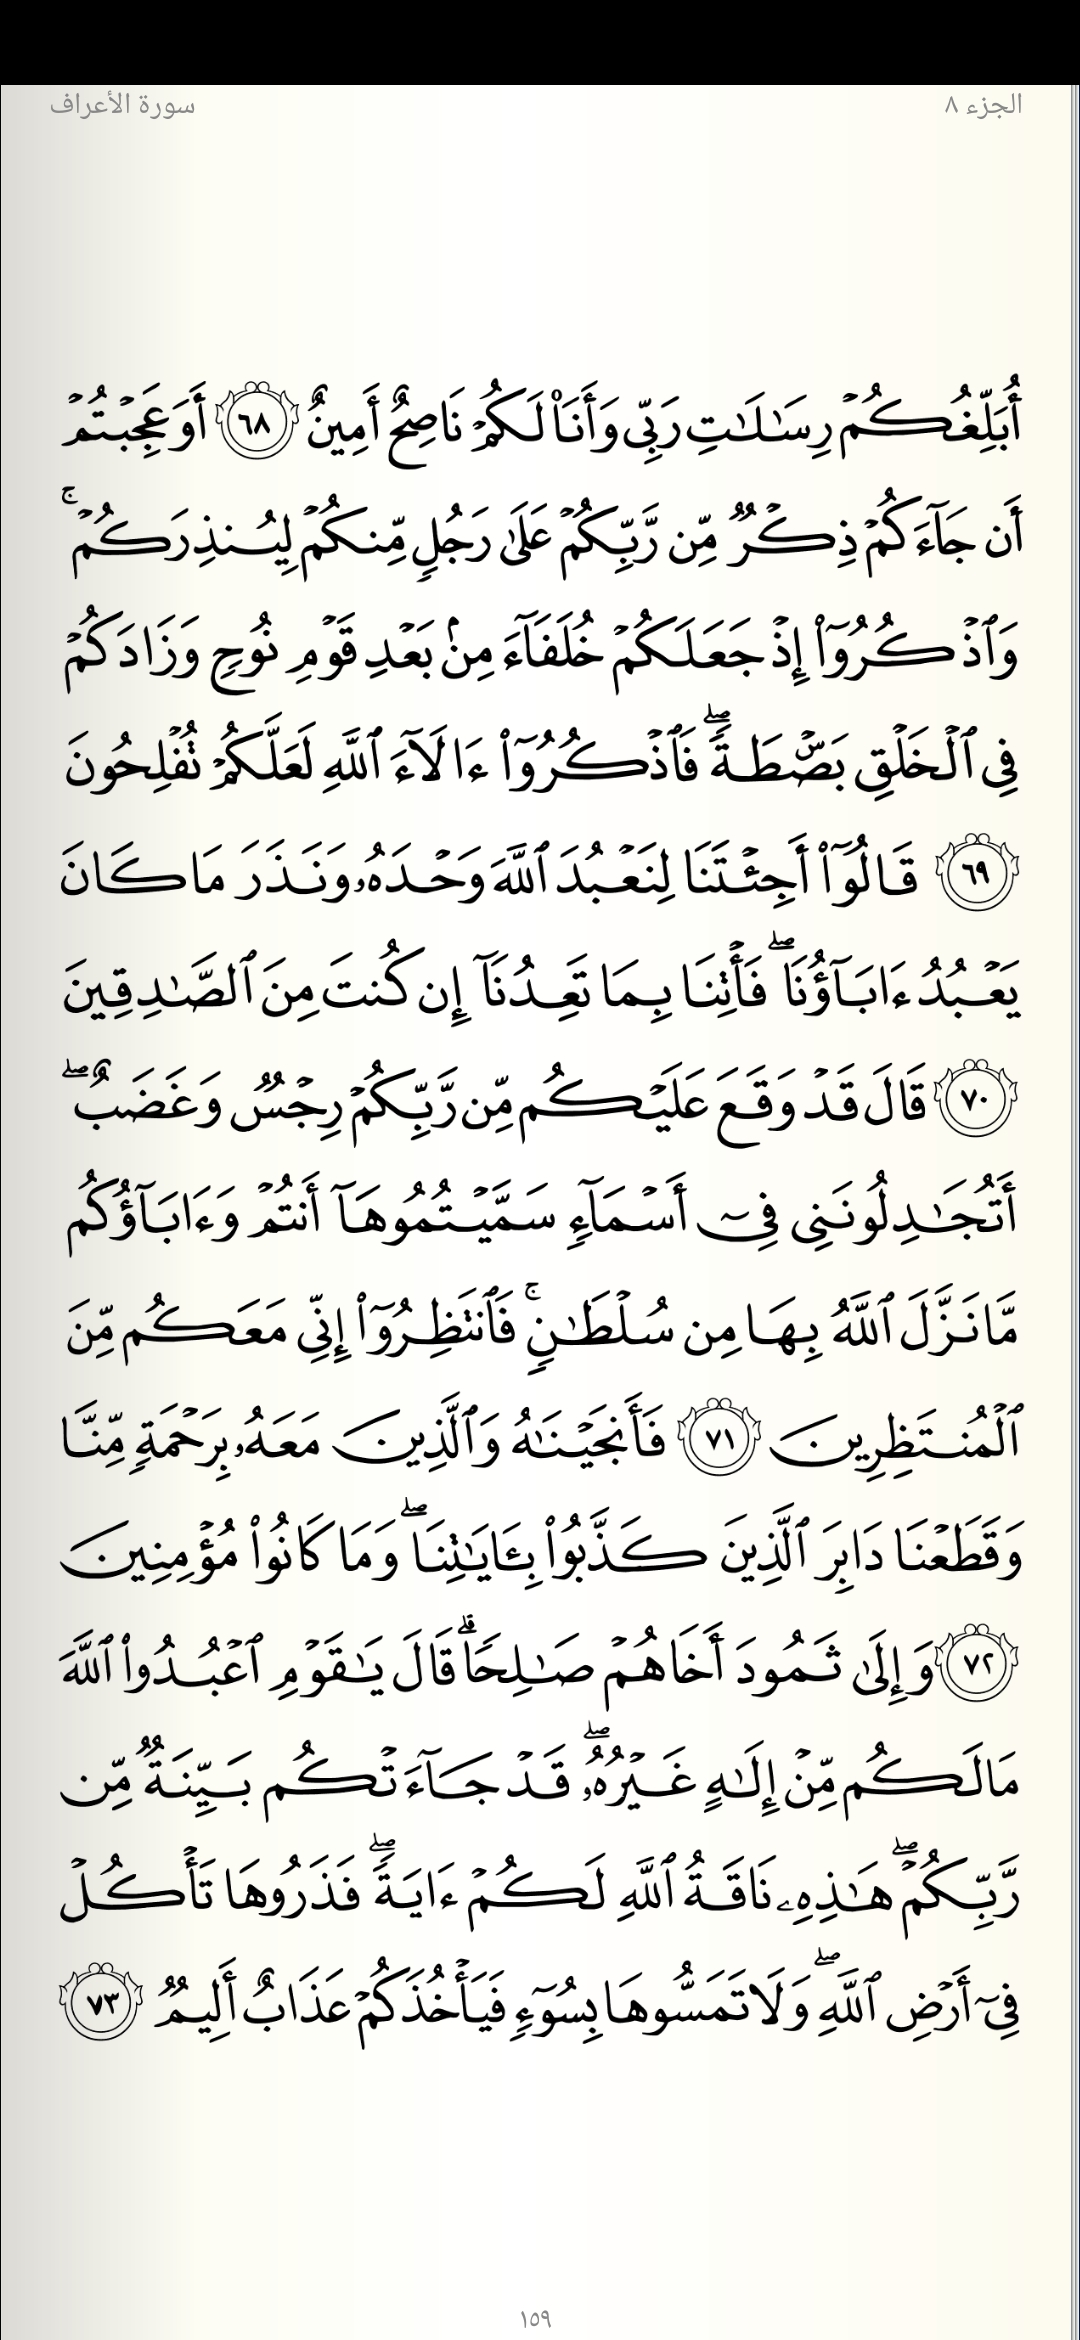 الجزء ٨
سورة الأعراف
أُبَلِّغُكُمْ رِسَٰلَٰتِ رَبِّى وَأَنَا۠ لَكُمْ نَاصِحٌ أَمِينٌ ٦٨ أَوَعَجِبْتُمْ
أَن جَآءَكُمْ ذِكْرٌ مِّن رَّبِّكُمْ عَلَىٰ رَجُلٍ مِّنكُمْ لِيُنذِرَكُمْ ۚ
وَٱذْكُرُوٓا۟ إِذْ جَعَلَكُمْ خُلَفَآءَ مِنۢ بَعْدِ قَوْمِ نُوحٍ وَزَادَكُمْ
فِى ٱلْخَلْقِ بَصْۜطَةً ۖ فَٱذْكُرُوٓا۟ ءَالَآءَ ٱللَّهِ لَعَلَّكُمْ تُفْلِحُونَ
٦٩ قَالُوٓا۟ أَجِئْتَنَا لِنَعْبُدَ ٱللَّهَ وَحْدَهُۥ وَنَذَرَ مَا كَانَ
يَعْبُدُ ءَابَآؤُنَا ۖ فَأْتِنَا بِمَا تَعِدُنَآ إِن كُنتَ مِنَ ٱلصَّٰدِقِينَ
٧٠ قَالَ قَدْ وَقَعَ عَلَيْكُم مِّن رَّبِّكُمْ رِجْسٌ وَغَضَبٌ ۖ
أَتُجَٰدِلُونَنِى فِىٓ أَسْمَآءٍ سَمَّيْتُمُوهَآ أَنتُمْ وَءَابَآؤُكُم
مَّا نَزَّلَ ٱللَّهُ بِهَا مِن سُلْطَٰنٍ ۚ فَٱنتَظِرُوٓا۟ إِنِّى مَعَكُم مِّنَ
ٱلْمُنتَظِرِينَ ٧١ فَأَنجَيْنَٰهُ وَٱلَّذِينَ مَعَهُۥ بِرَحْمَةٍ مِّنَّا
وَقَطَعْنَا دَابِرَ ٱلَّذِينَ كَذَّبُوا۟ بِـَٔايَٰتِنَا ۖ وَمَا كَانُوا۟ مُؤْمِنِينَ
٧٢ وَإِلَىٰ ثَمُودَ أَخَاهُمْ صَٰلِحًا ۗ قَالَ يَٰقَوْمِ ٱعْبُدُوا۟ ٱللَّهَ
مَا لَكُم مِّنْ إِلَٰهٍ غَيْرُهُۥ ۖ قَدْ جَآءَتْكُم بَيِّنَةٌ مِّن
رَّبِّكُمْ ۖ هَٰذِهِۦ نَاقَةُ ٱللَّهِ لَكُمْ ءَايَةً ۖ فَذَرُوهَا تَأْكُلْ
فِىٓ أَرْضِ ٱللَّهِ ۖ وَلَا تَمَسُّوهَا بِسُوٓءٍ فَيَأْخُذَكُمْ عَذَابٌ أَلِيمٌ ٧٣
١٥٩